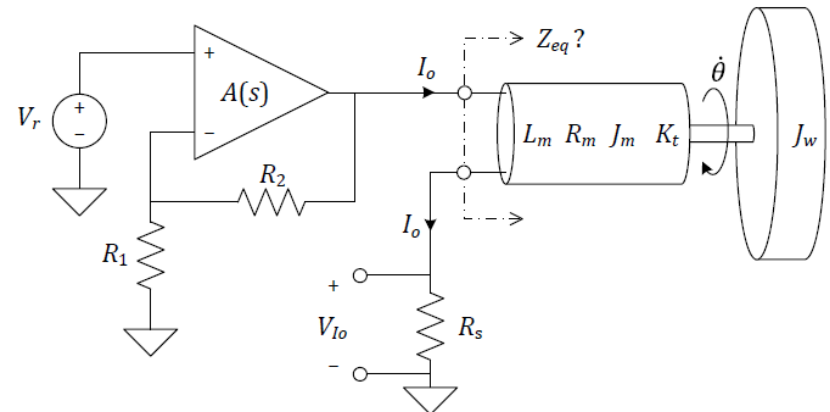 I_o
Z_eq?
θ̇
+
A(s)
V_r
+
−
−
L_m R_m J_m K_t
J_w
R_2
I_o
R_1
+
V_Io
R_s
−